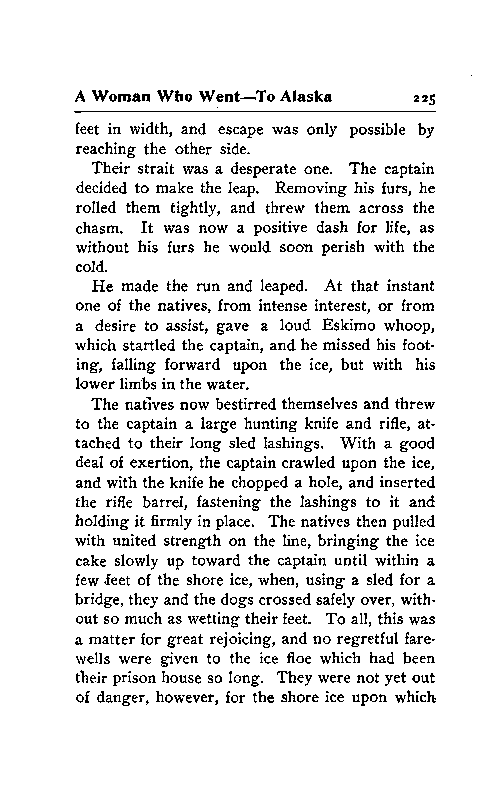 A Woman Who Went—To Alaska 225
feet in width, and escape was only possible by
reaching the other side.
Their strait was a desperate one. The captain
decided to make the leap. Removing his furs, he
rolled them tightly, and threw them across the
chasm. It was now a positive dash for life, as
without his furs he would soon perish with the
cold.
He made the run and leaped. At that instant
one of the natives, from intense interest, or from
a desire to assist, gave a loud Eskimo whoop,
which startled the captain, and he missed his foot-
ing, falling forward upon the ice, but with his
lower limbs in the water.
The natives now bestirred themselves and threw
to the captain a large hunting knife and rifle, at-
tached to their long sled lashings. With a good
deal of exertion, the captain crawled upon the ice,
and with the knife he chopped a hole, and inserted
the rifle barrel, fastening the lashings to it and
holding it firmly in place. The natives then pulled
with united strength on the line, bringing the ice
cake slowly up toward the captain until within a
few feet of the shore ice, when, using a sled for a
bridge, they and the dogs crossed safely over, with-
out so much as wetting their feet. To all, this was
a matter for great rejoicing, and no regretful fare-
wells were given to the ice floe which had been
their prison house so long. They were not yet out
of danger, however, for the shore ice upon which